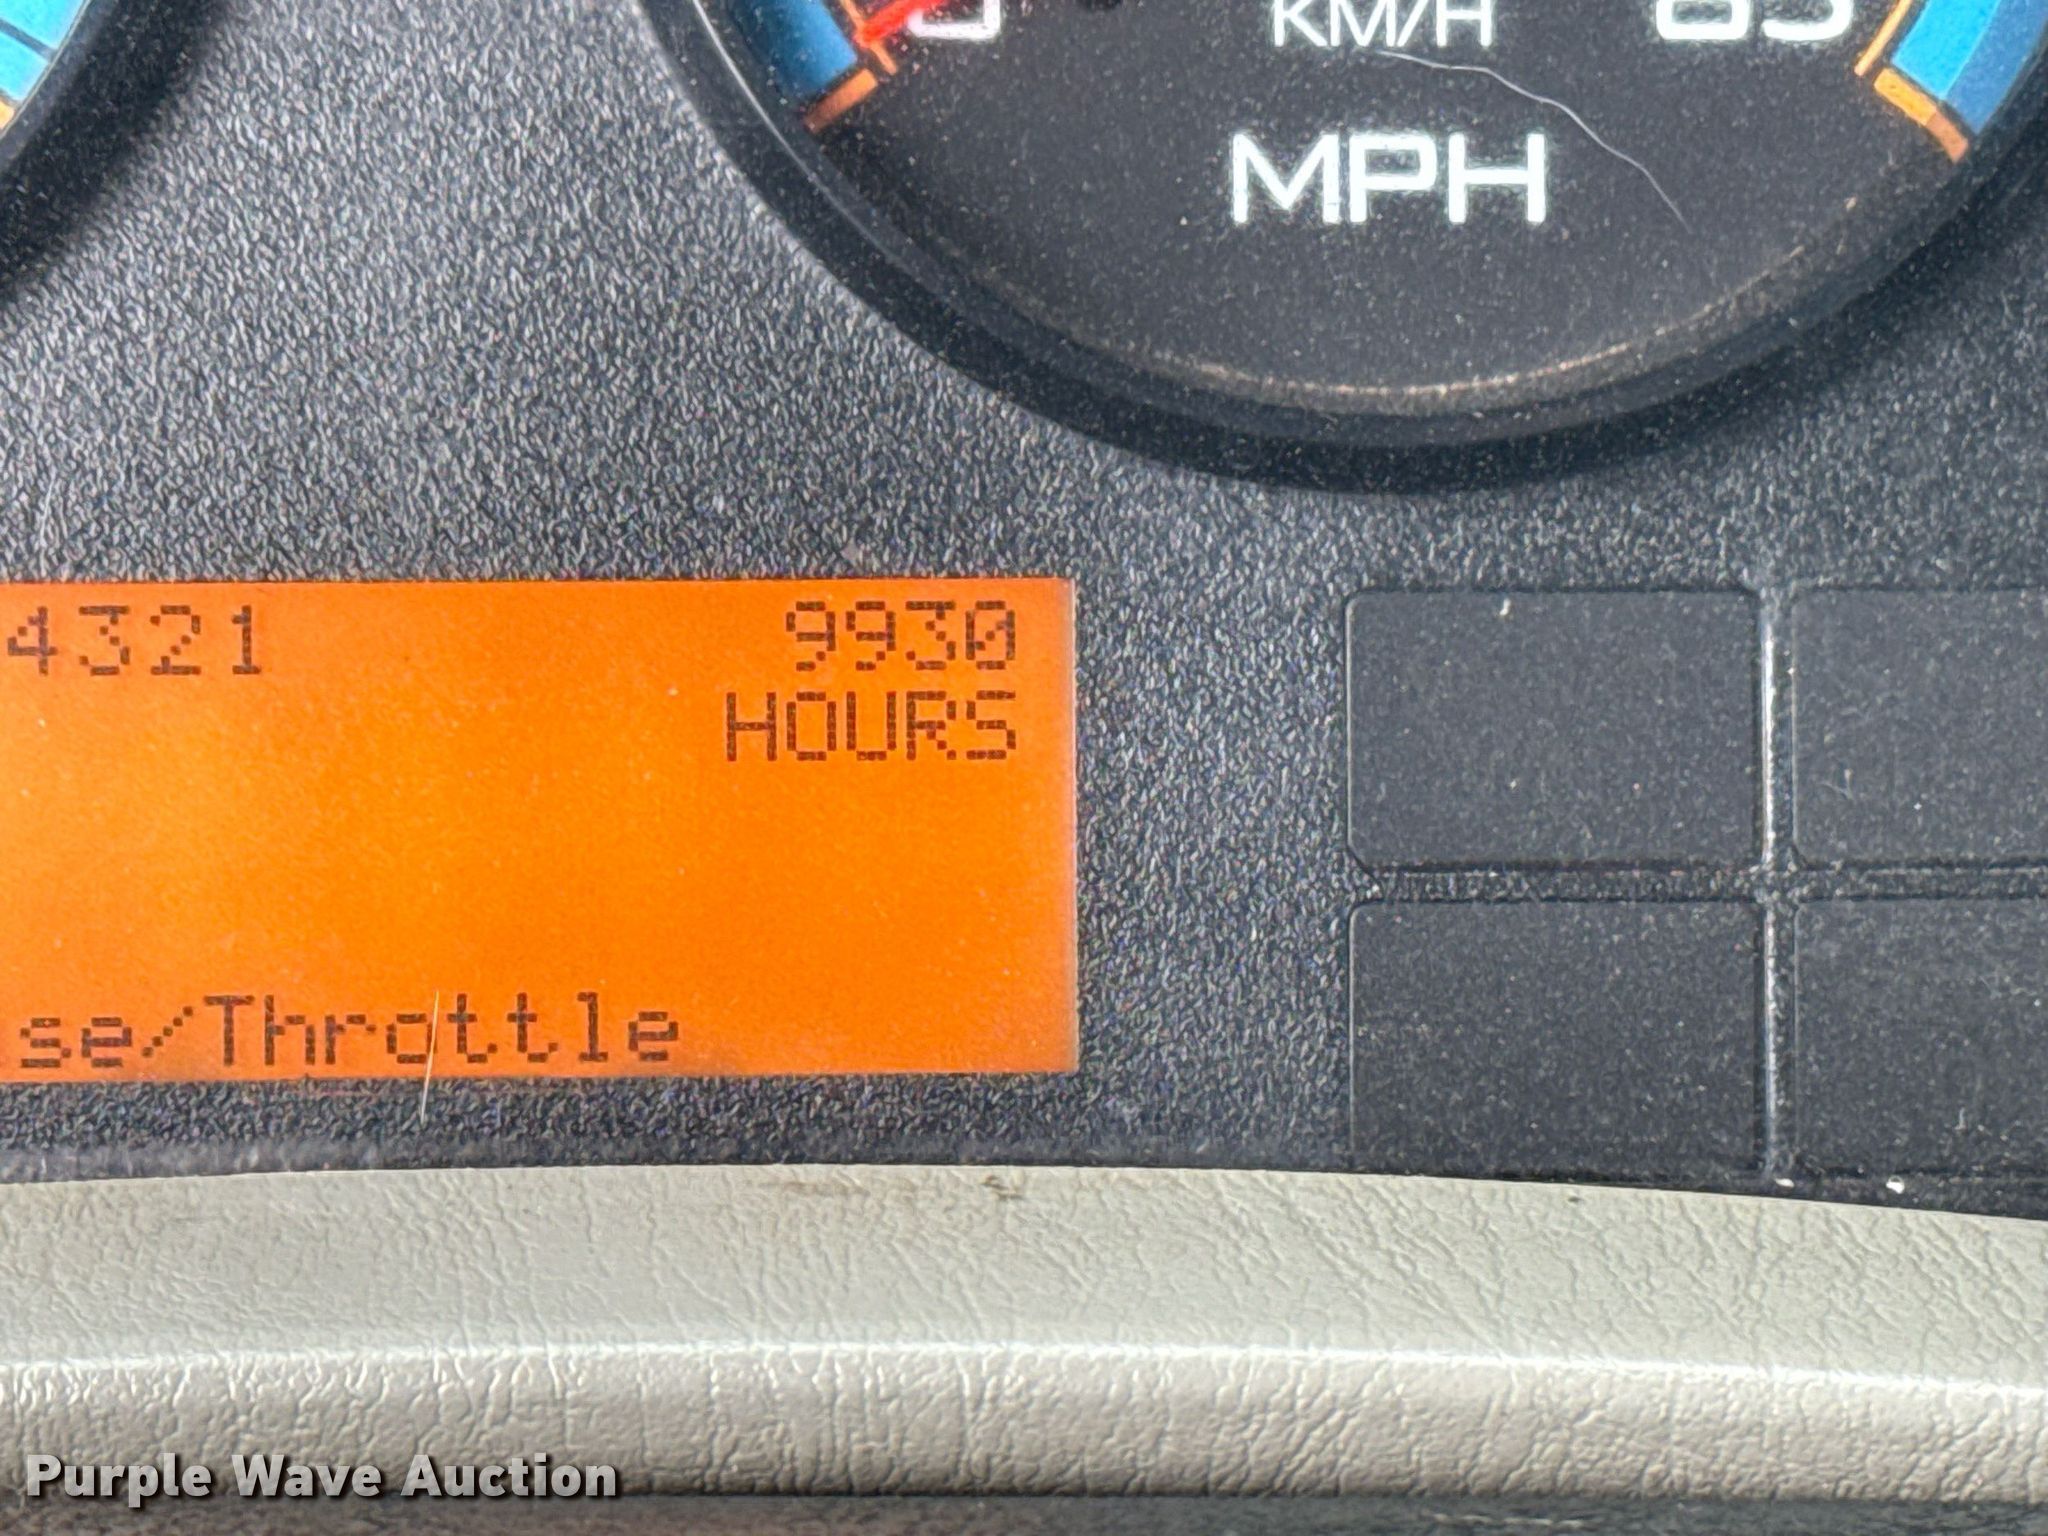 KM/H
MPH
4321 9930
HOURS
se/Throttle
Purple Wave Auction